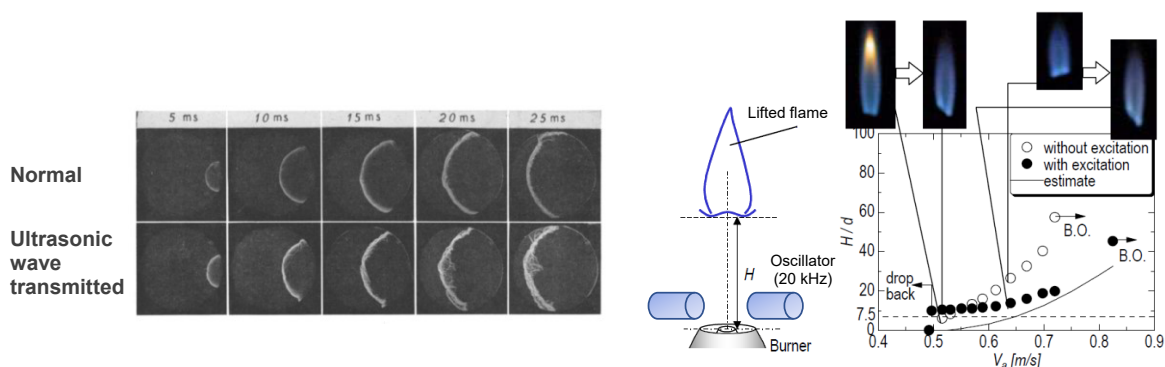 5 ms 10 ms 15 ms 20 ms 25 ms
Normal
Ultrasonic
wave
transmitted
Lifted flame
H
Oscillator
(20 kHz)
Burner
100
80
60
40
20
7.5
0
H / d
without excitation
with excitation
estimate
B.O.
B.O.
drop
back
0.4 0.5 0.6 0.7 0.8 0.9
Va [m/s]